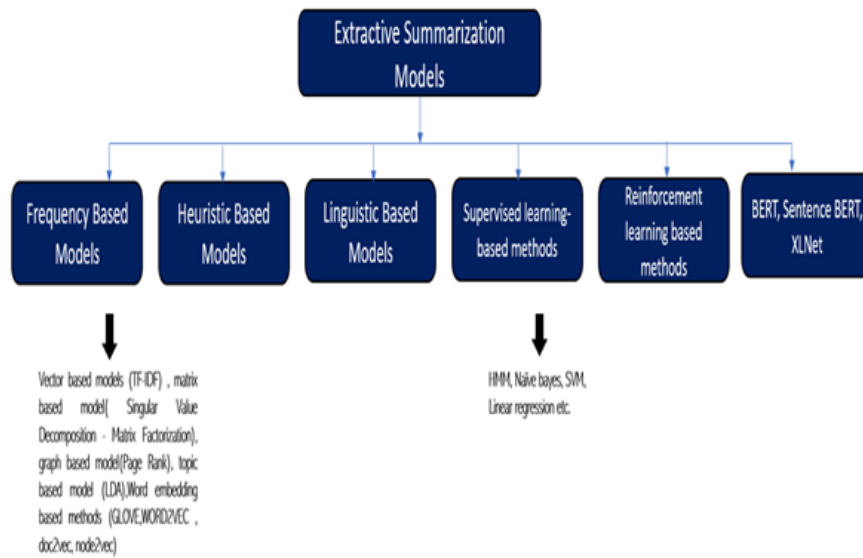 Extractive Summarization
Models
Frequency Based
Models
Heuristic Based
Models
Linguistic Based
Models
Supervised learning-
based methods
Reinforcement
learning based
methods
BERT, Sentence BERT,
XLNet
Vector based models (TF-IDF) , matrix
based model( Singular Value
Decomposition - Matrix Factorization),
graph based model(Page Rank), topic
based model (LDA),Word embedding
based methods (GLOVE,WORD2VEC ,
doc2vec, node2vec)
HMM, Naïve bayes, SVM,
Linear regression etc.